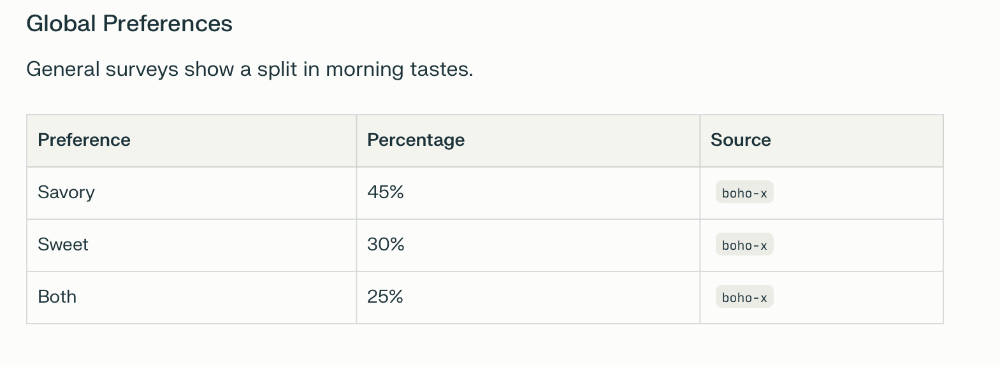 Global Preferences
General surveys show a split in morning tastes.
Preference Percentage Source
Savory 45% boho-x
Sweet 30% boho-x
Both 25% boho-x